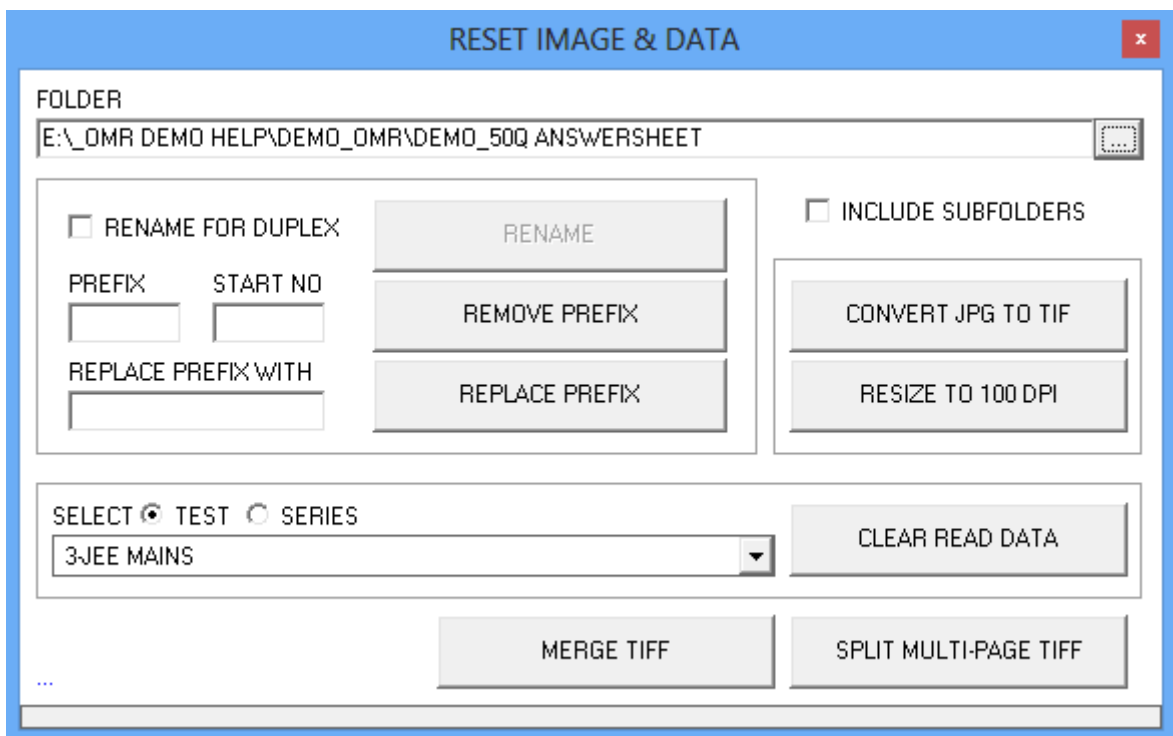 RESET IMAGE & DATA
x
FOLDER
E:\_OMR DEMO HELP\DEMO_OMR\DEMO_50Q ANSWERSHEET
...
RENAME FOR DUPLEX
RENAME
INCLUDE SUBFOLDERS
PREFIX START NO
REMOVE PREFIX
CONVERT JPG TO TIF
REPLACE PREFIX WITH
REPLACE PREFIX
RESIZE TO 100 DPI
SELECT TEST SERIES
3-JEE MAINS
CLEAR READ DATA
MERGE TIFF
SPLIT MULTI-PAGE TIFF
...